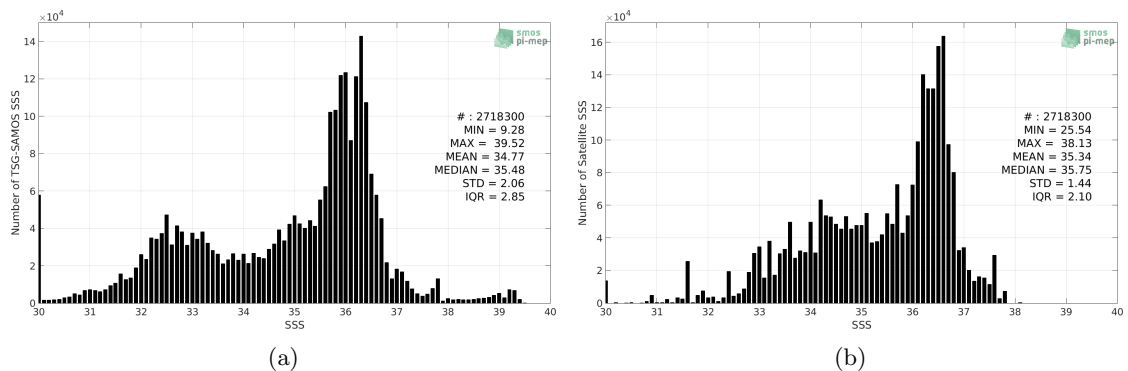 ×10⁴
smos
pi-mep
14
12
10
8
6
4
2
0
Number of TSG-SAMOS SSS
# : 2718300
MIN = 9.28
MAX = 39.52
MEAN = 34.77
MEDIAN = 35.48
STD = 2.06
IQR = 2.85
30 31 32 33 34 35 36 37 38 39 40
SSS
(a)
×10⁴
smos
pi-mep
16
14
12
10
8
6
4
2
0
Number of Satellite SSS
# : 2718300
MIN = 25.54
MAX = 38.13
MEAN = 35.34
MEDIAN = 35.75
STD = 1.44
IQR = 2.10
30 31 32 33 34 35 36 37 38 39 40
SSS
(b)